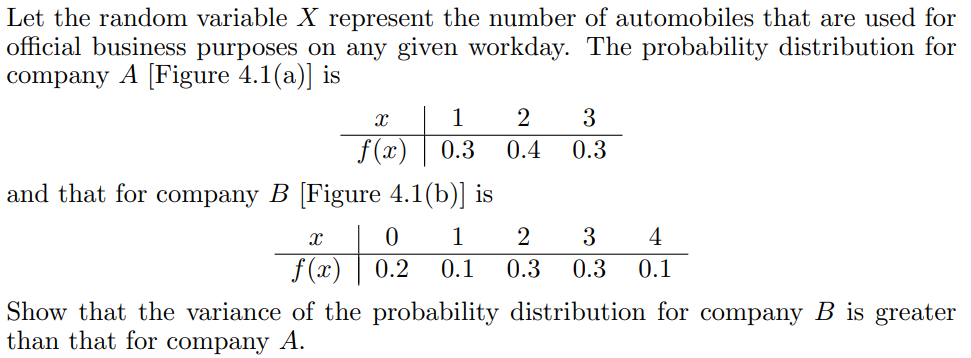 Let the random variable X represent the number of automobiles that are used for
official business purposes on any given workday. The probability distribution for
company A [Figure 4.1(a)] is
x 1 2 3
f(x) 0.3 0.4 0.3
and that for company B [Figure 4.1(b)] is
x 0 1 2 3 4
f(x) 0.2 0.1 0.3 0.3 0.1
Show that the variance of the probability distribution for company B is greater
than that for company A.